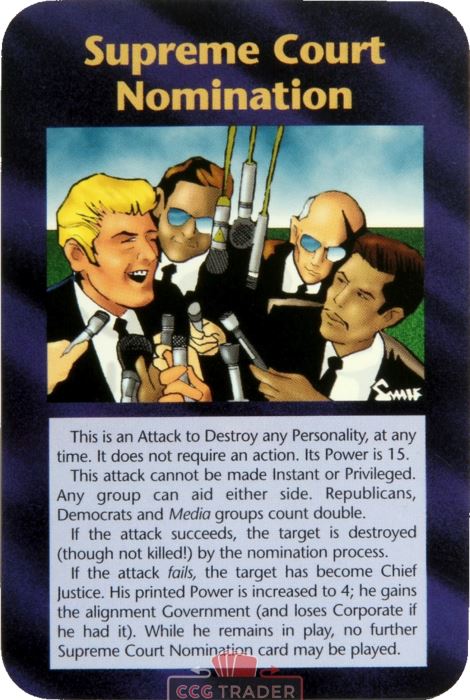 Supreme Court
Nomination
This is an Attack to Destroy any Personality, at any
time. It does not require an action. Its Power is 15.
This attack cannot be made Instant or Privileged.
Any group can aid either side. Republicans,
Democrats and Media groups count double.
If the attack succeeds, the target is destroyed
(though not killed!) by the nomination process.
If the attack fails, the target has become Chief
Justice. His printed Power is increased to 4; he gains
the alignment Government (and loses Corporate if
he had it). While he remains in play, no further
Supreme Court Nomination card may be played.
CCG TRADER